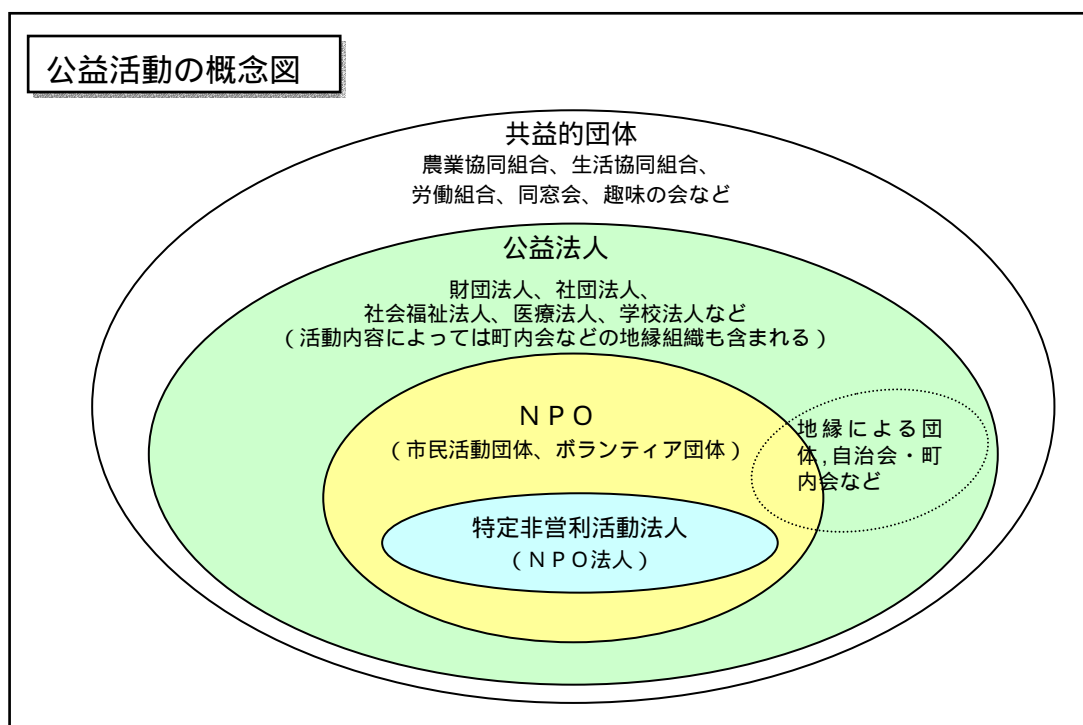 公益活動の概念図
共益的団体
農業協同組合、生活協同組合、
労働組合、同窓会、趣味の会など
公益法人
財団法人、社団法人、
社会福祉法人、医療法人、学校法人など
（活動内容によっては町内会などの地縁組織も含まれる）
ＮＰＯ
（市民活動団体、ボランティア団体）
地縁による団
体,自治会・町
内会など
特定非営利活動法人
（ＮＰＯ法人）